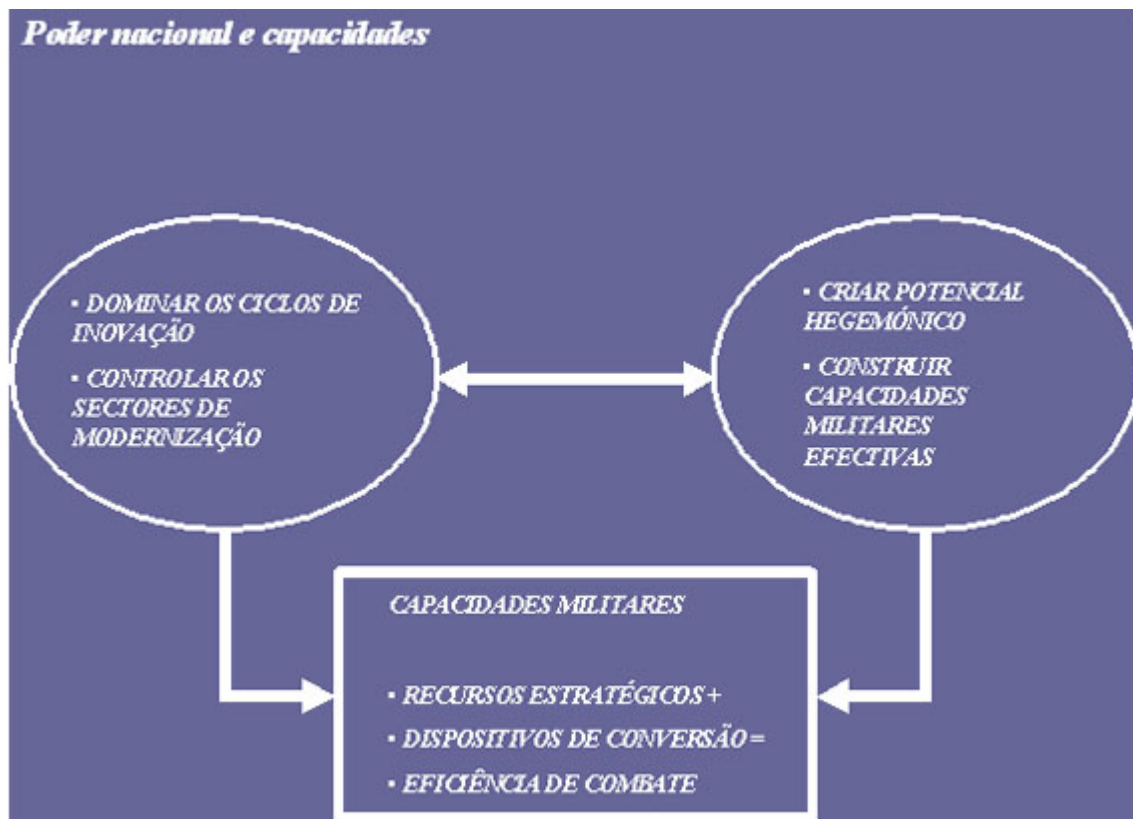 Poder nacional e capacidades
• DOMINAR OS CICLOS DE
INOVAÇÃO
• CONTROLAR OS
SECTORES DE
MODERNIZAÇÃO
• CRIAR POTENCIAL
HEGEMÓNICO
• CONSTRUIR
CAPACIDADES
MILITARES
EFECTIVAS
CAPACIDADES MILITARES
• RECURSOS ESTRATÉGICOS +
• DISPOSITIVOS DE CONVERSÃO =
• EFICIÊNCIA DE COMBATE